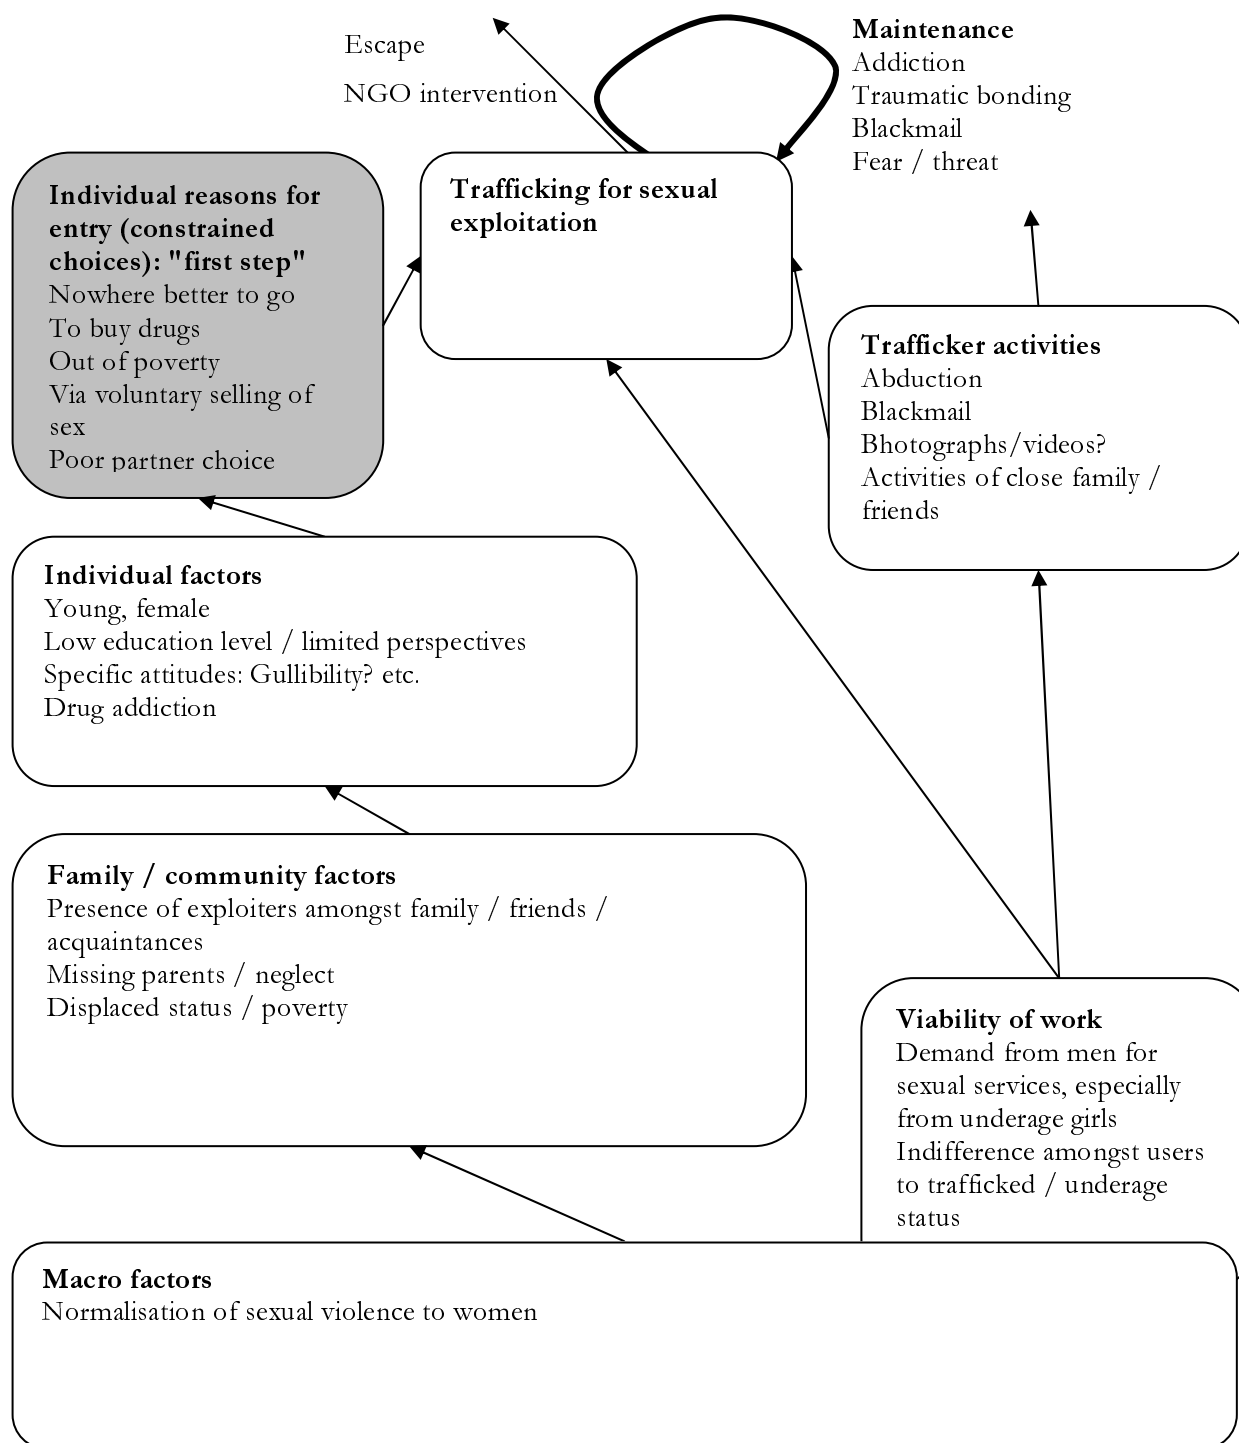 Escape
NGO intervention
Maintenance
Addiction
Traumatic bonding
Blackmail
Fear / threat
Individual reasons for
entry (constrained
choices): "first step"
Nowhere better to go
To buy drugs
Out of poverty
Via voluntary selling of
sex
Poor partner choice
Trafficking for sexual
exploitation
Trafficker activities
Abduction
Blackmail
Bhotographs/videos?
Activities of close family /
friends
Individual factors
Young, female
Low education level / limited perspectives
Specific attitudes: Gullibility? etc.
Drug addiction
Family / community factors
Presence of exploiters amongst family / friends /
acquaintances
Missing parents / neglect
Displaced status / poverty
Viability of work
Demand from men for
sexual services, especially
from underage girls
Indifference amongst users
to trafficked / underage
status
Macro factors
Normalisation of sexual violence to women